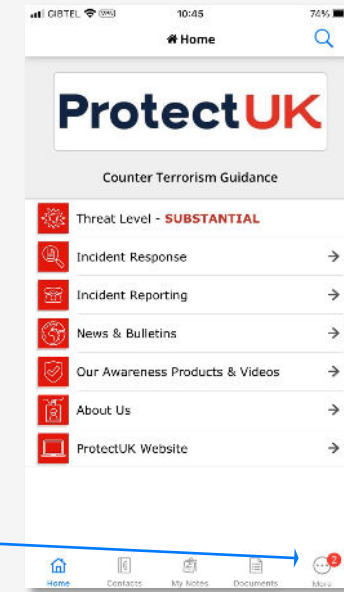 GIBTEL 10:45 74%
Home
ProtectUK
Counter Terrorism Guidance
Threat Level - SUBSTANTIAL
Incident Response
Incident Reporting
News & Bulletins
Our Awareness Products & Videos
About Us
ProtectUK Website
2
Home Contacts My Notes Documents More